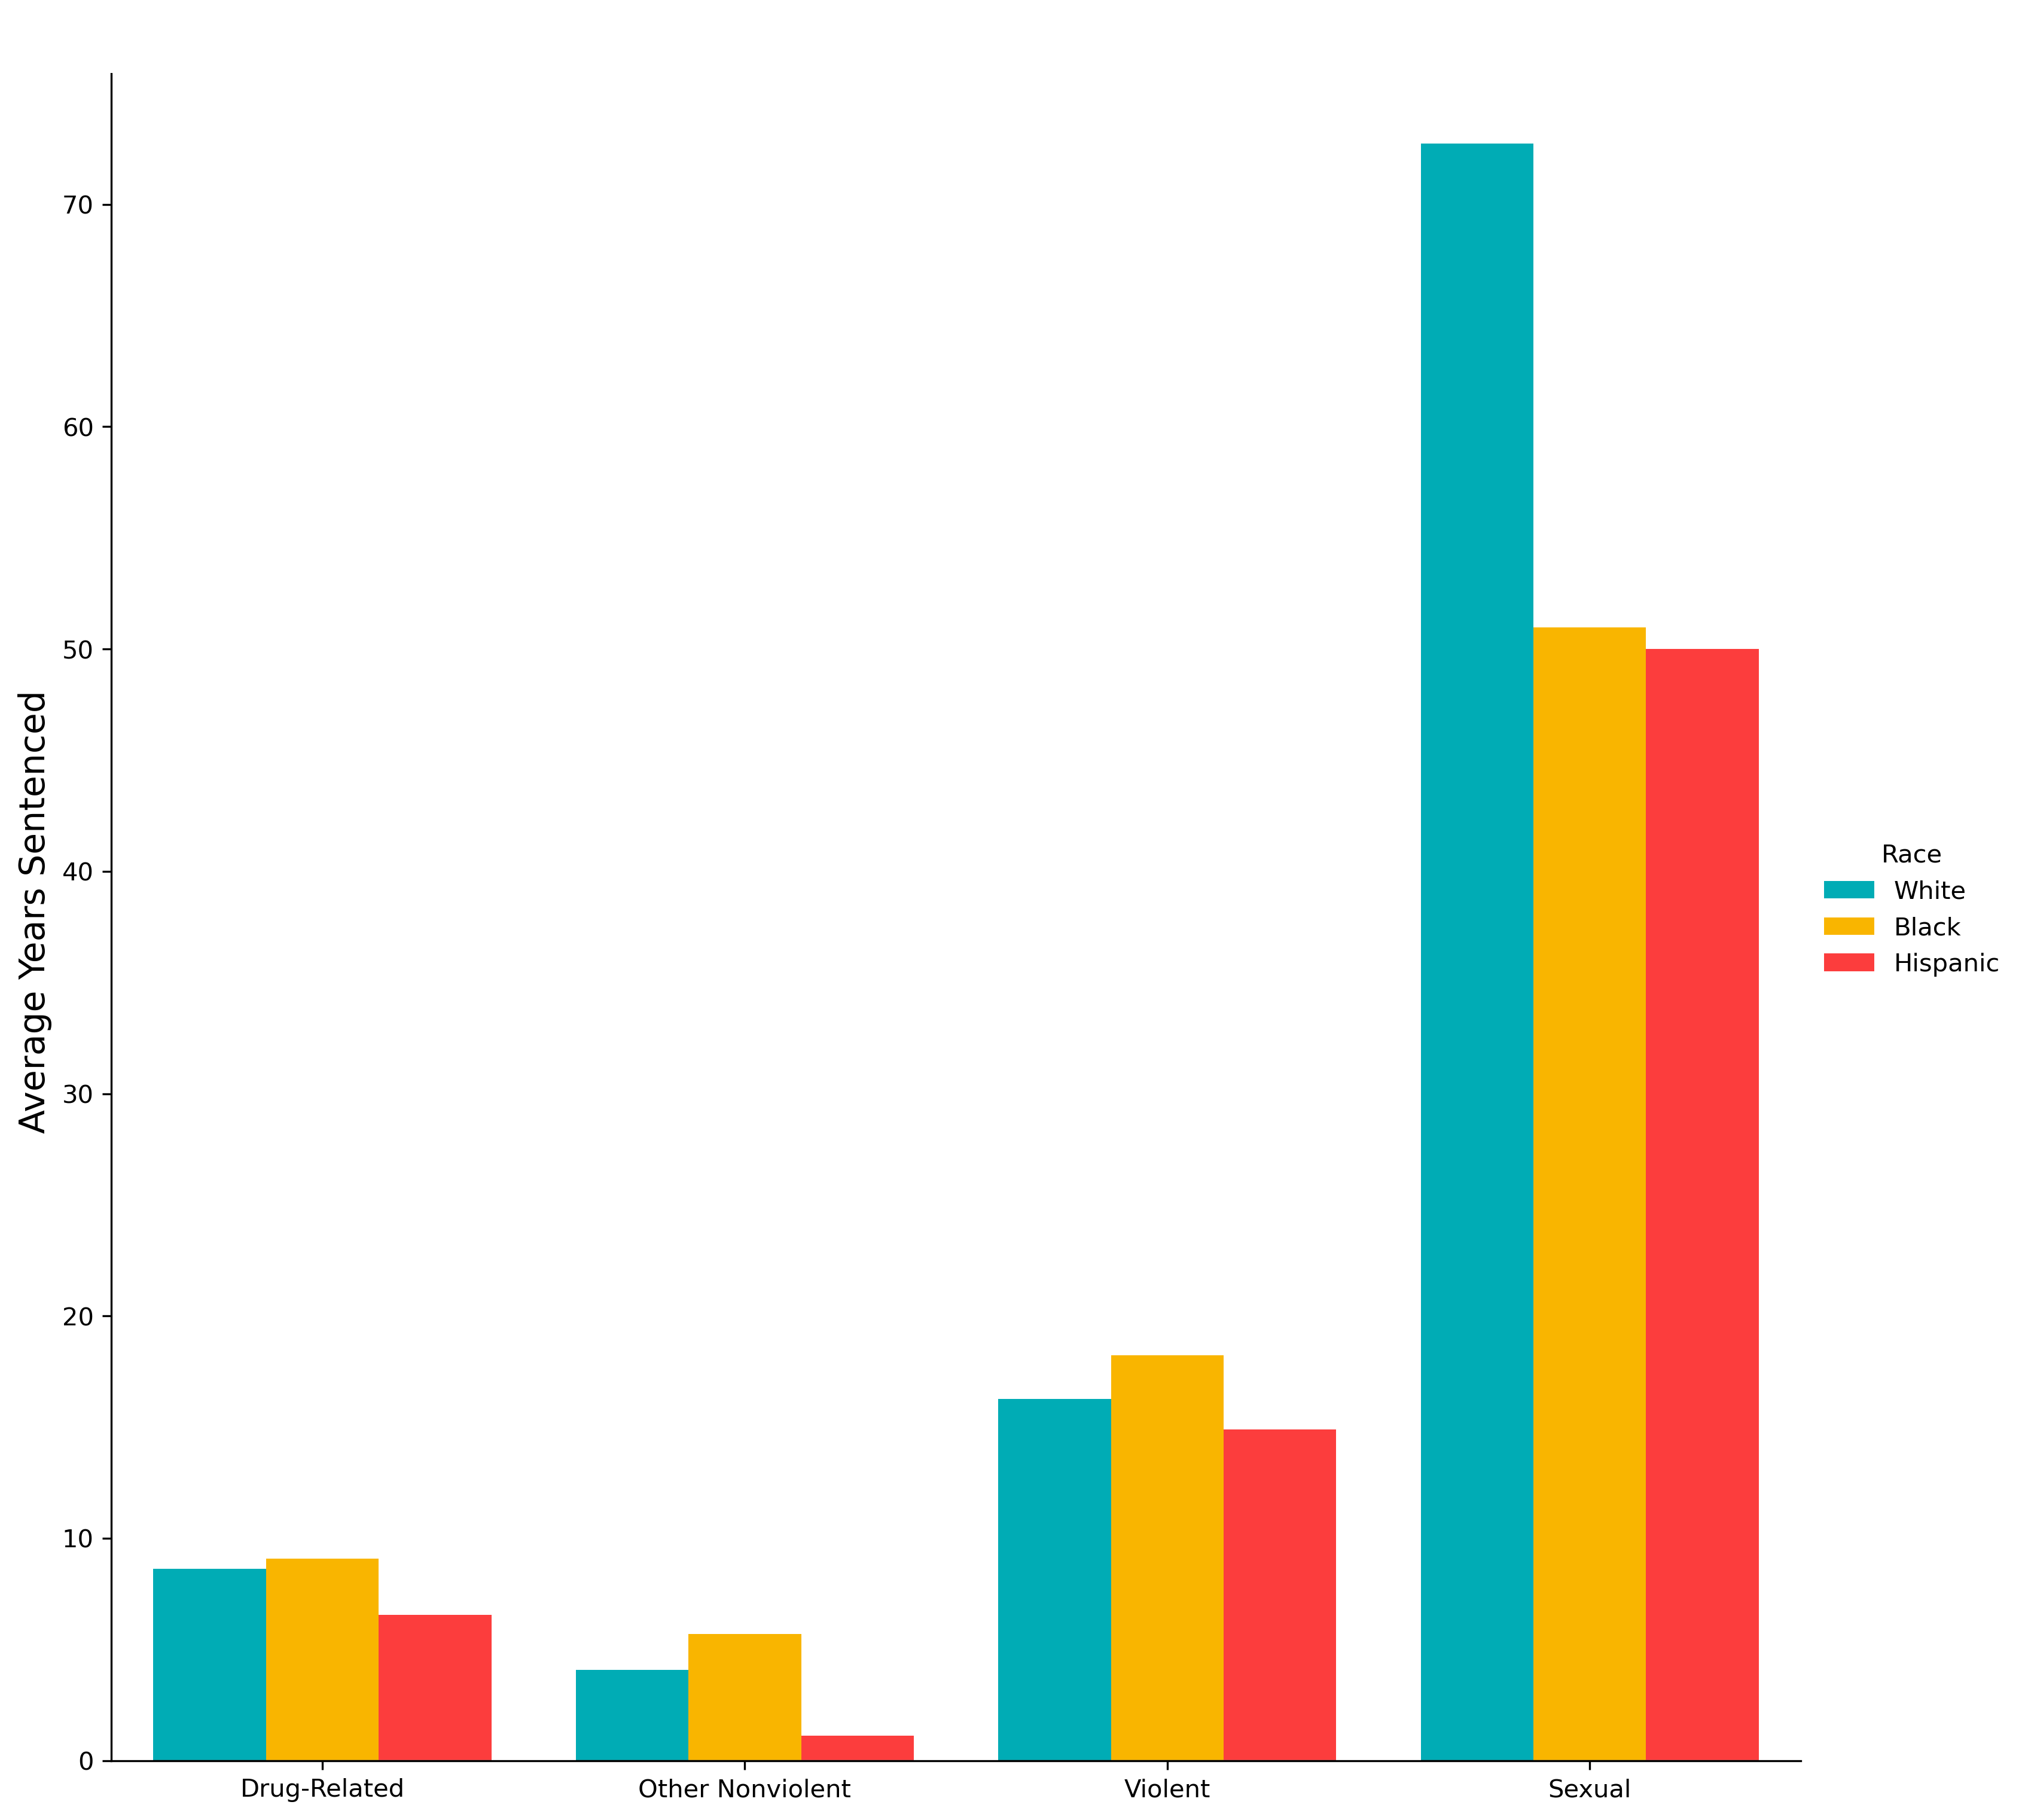 Average Years Sentenced
70
60
50
40
30
20
10
0
Drug-Related
Other Nonviolent
Violent
Sexual
Race
White
Black
Hispanic